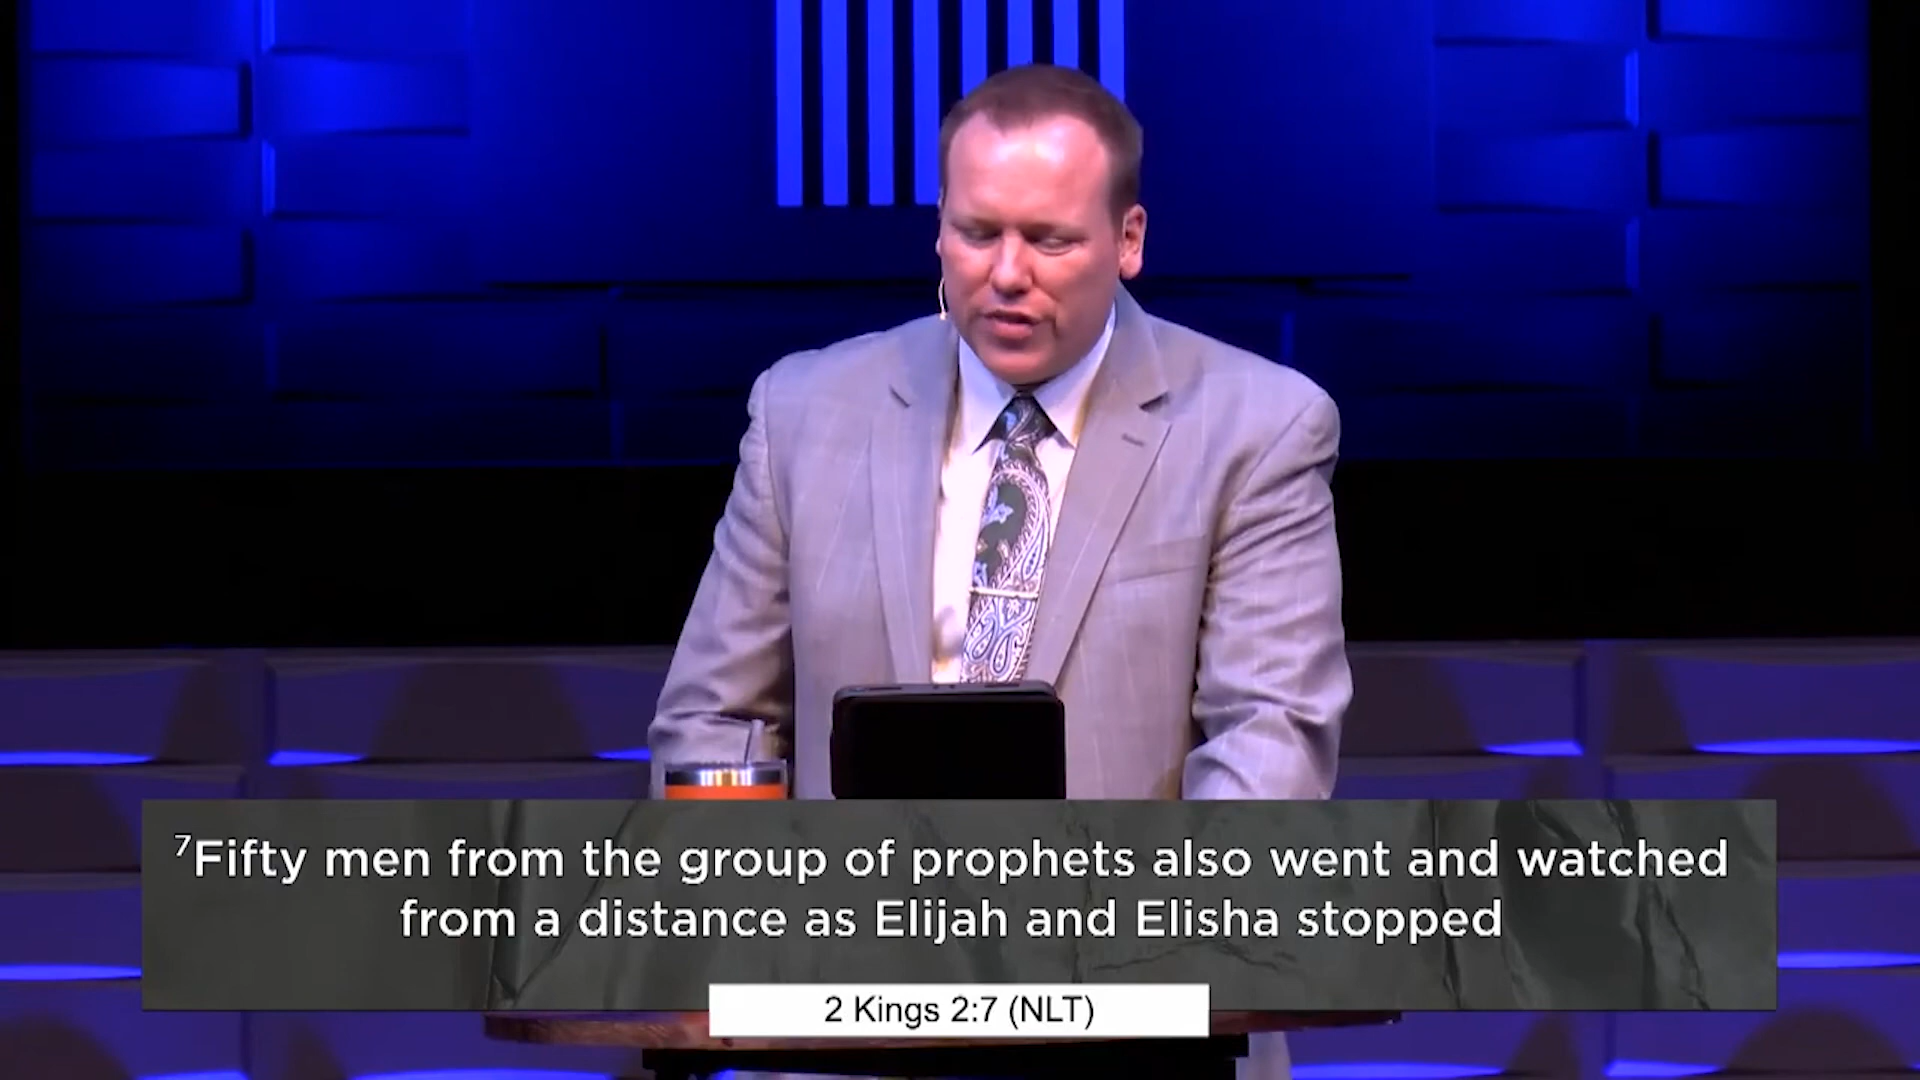 ⁷Fifty men from the group of prophets also went and watched
from a distance as Elijah and Elisha stopped
2 Kings 2:7 (NLT)